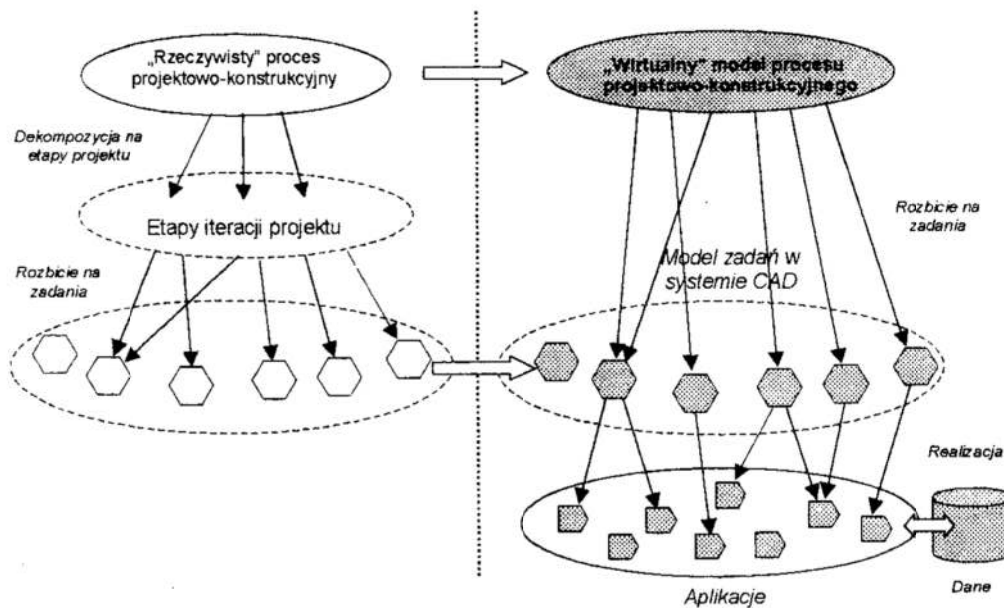 „Rzeczywisty" proces
projektowo-konstrukcyjny
„Wirtualny" model procesu
projektowo-konstrukcyjnego
Dekompozycja na
etapy projektu
Etapy iteracji projektu
Rozbicie na
zadania
Rozbicie na
zadania
Model zadań w
systemie CAD
Realizacja
Aplikacje
Dane